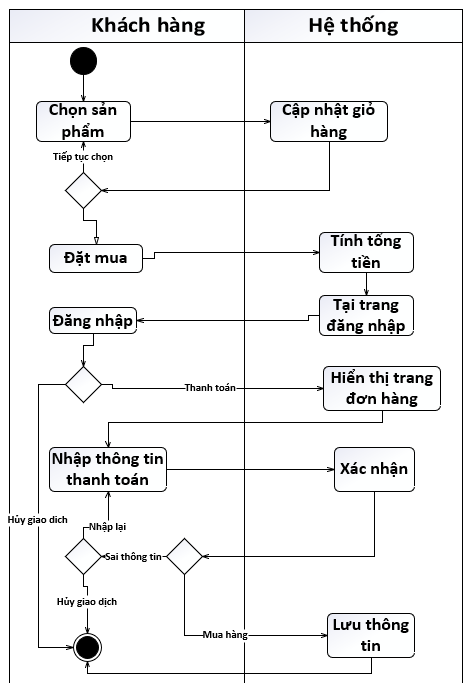 Khách hàng
Hệ thống
Chọn sản
phẩm
Cập nhật giỏ
hàng
Tiếp tục chọn
Đặt mua
Tính tổng
tiền
Đăng nhập
Tại trang
đăng nhập
Thanh toán
Hiển thị trang
đơn hàng
Nhập thông tin
thanh toán
Xác nhận
Hủy giao dich
Nhập lại
Sai thông tin
Hủy giao dịch
Mua hàng
Lưu thông
tin